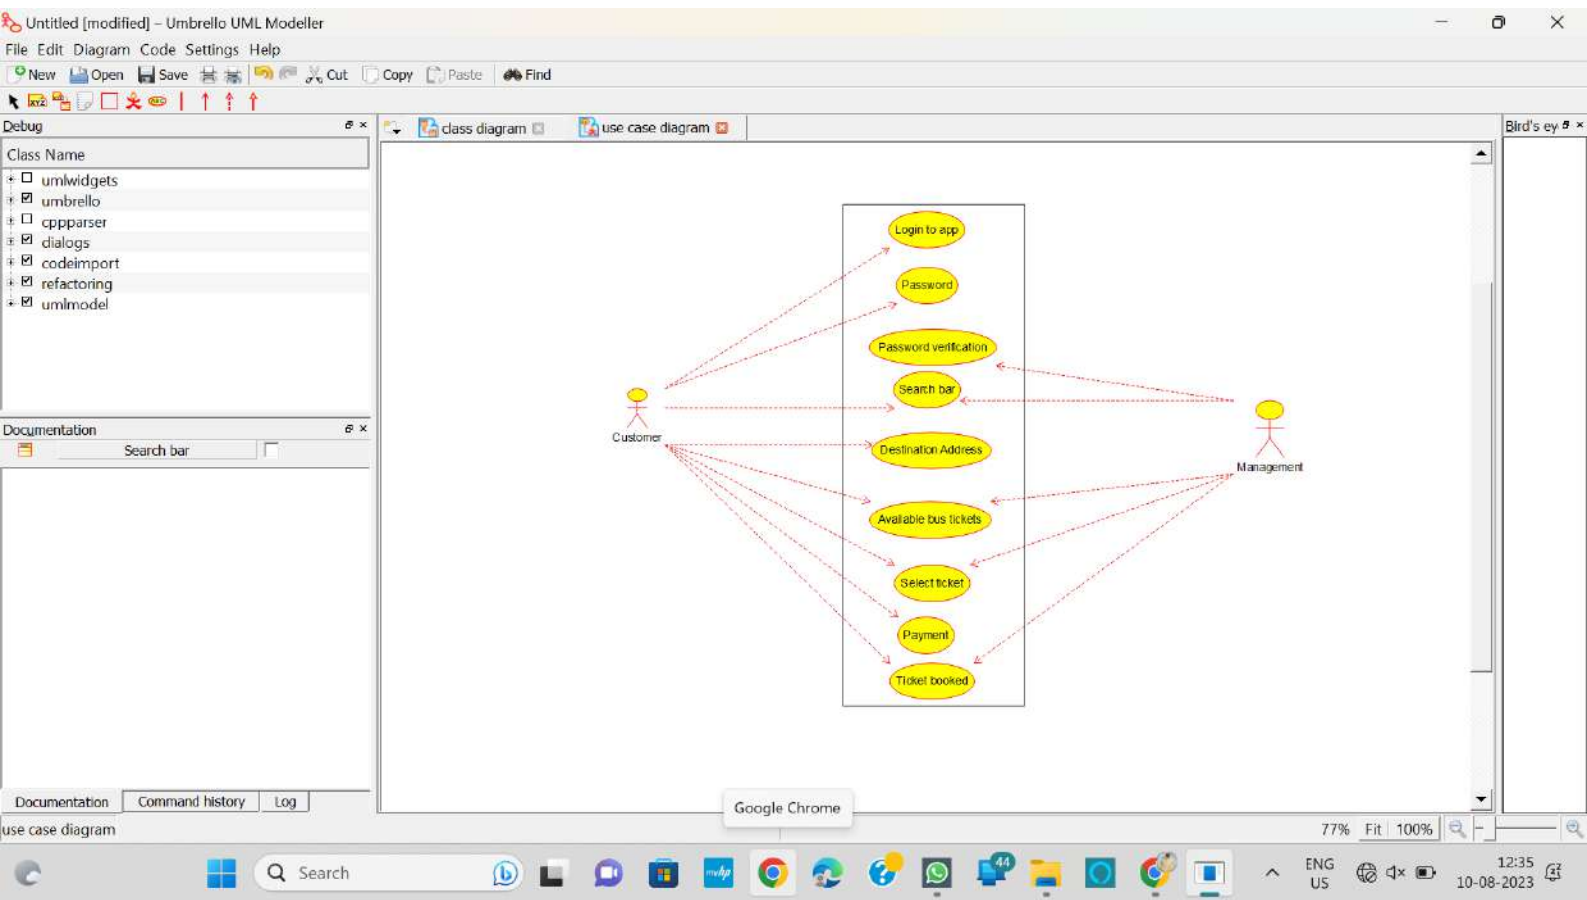 Untitled [modified] – Umbrello UML Modeller
File Edit Diagram Code Settings Help
New Open Save Cut Copy Paste Find
XYZ ABC
Debug
class diagram
use case diagram
Bird's ey
Class Name
umlwidgets
umbrello
cppparser
dialogs
codeimport
refactoring
umlmodel
Documentation
Search bar
Login to app
Password
Password verification
Search bar
Customer
Destination Address
Management
Available bus tickets
Select ticket
Payment
Ticket booked
Documentation Command history Log
Google Chrome
use case diagram
77% Fit 100%
Search
44
ENG
US
12:35
10-08-2023